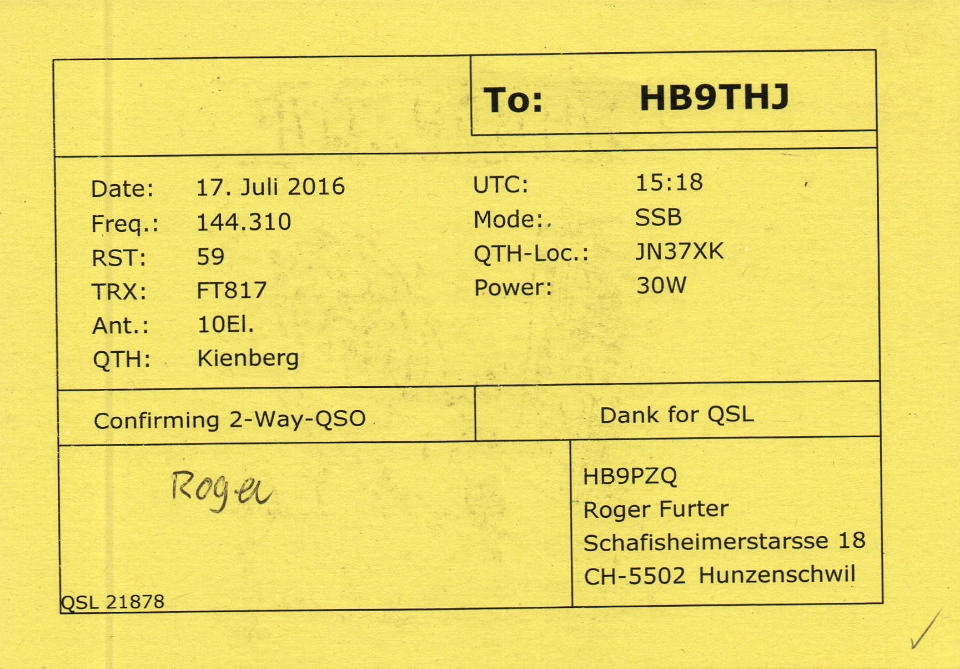 To: HB9THJ
Date: 17. Juli 2016 UTC: 15:18
Freq.: 144.310 Mode:. SSB
RST: 59 QTH-Loc.: JN37XK
TRX: FT817 Power: 30W
Ant.: 10El.
QTH: Kienberg
Confirming 2-Way-QSO Dank for QSL
Roger
HB9PZQ
Roger Furter
Schafisheimerstarsse 18
CH-5502 Hunzenschwil
QSL 21878